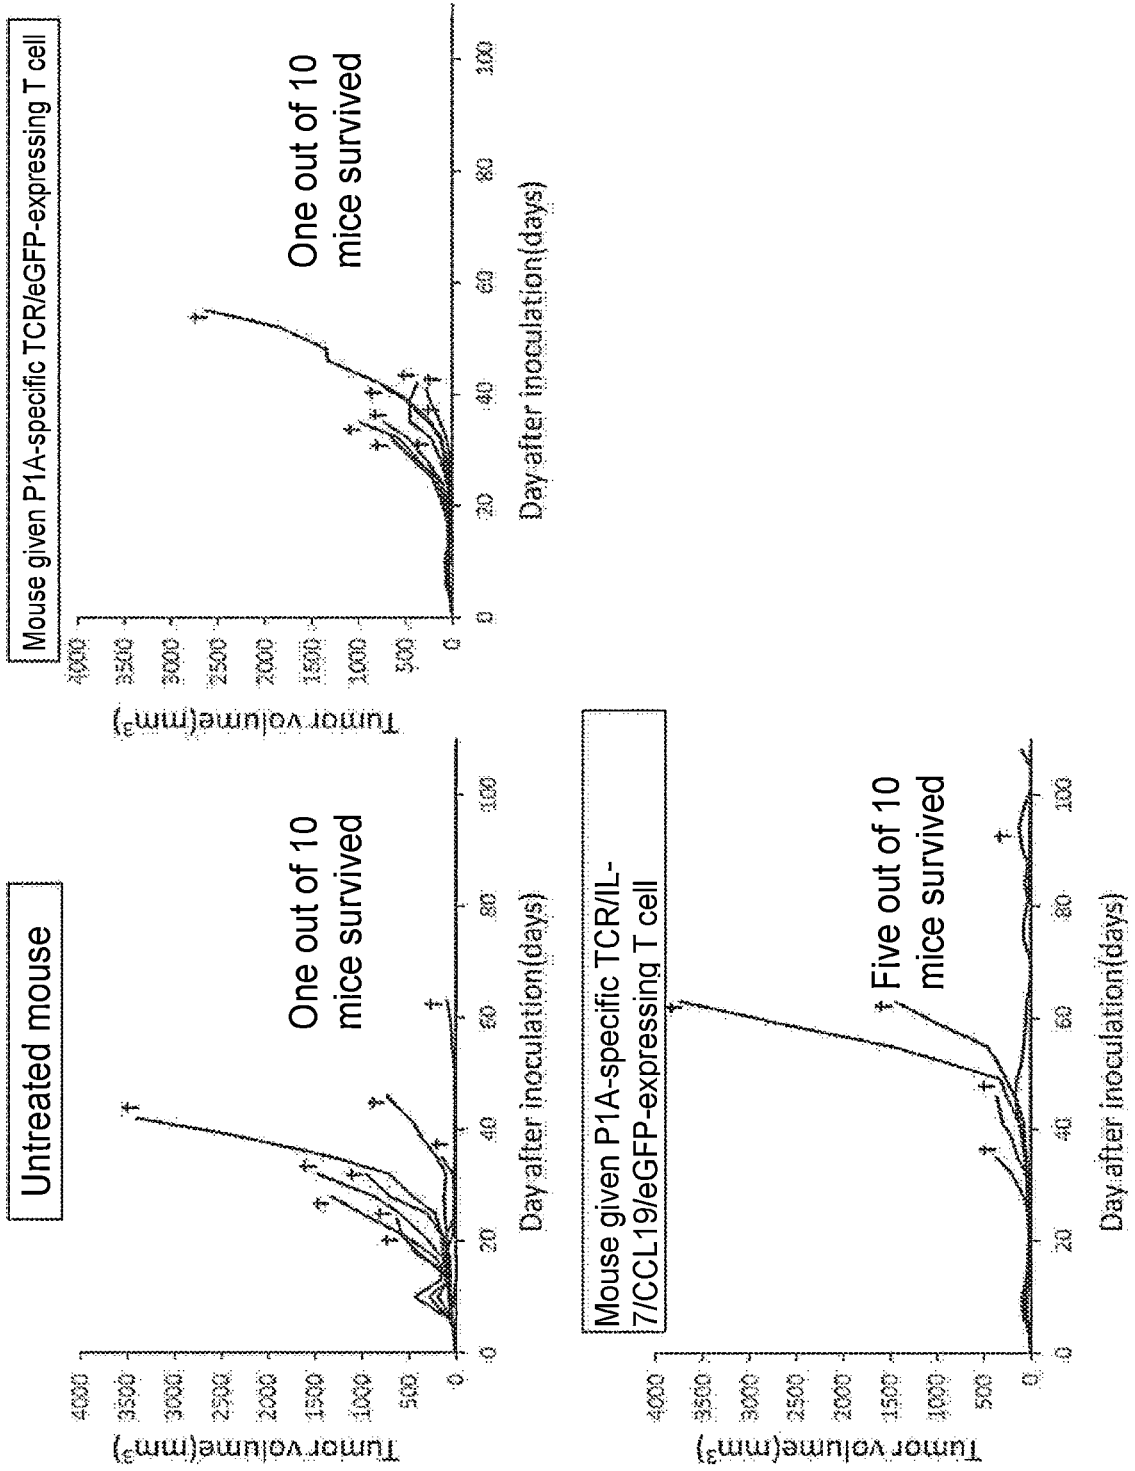 Untreated mouse
Tumor volume(mm³)
4000
3500
3000
2500
2000
1500
1000
500
0
One out of 10
mice survived
0
20
40
60
80
100
Day after inoculation(days)
Mouse given P1A-specific TCR/eGFP-expressing T cell
Tumor volume(mm³)
4000
3500
3000
2500
2000
1500
1000
500
0
One out of 10
mice survived
0
20
40
60
80
100
Day after inoculation(days)
Mouse given P1A-specific TCR/IL-
7/CCL19/eGFP-expressing T cell
Tumor volume(mm³)
4000
3500
3000
2500
2000
1500
1000
500
0
Five out of 10
mice survived
0
20
40
60
80
100
Day after inoculation(days)